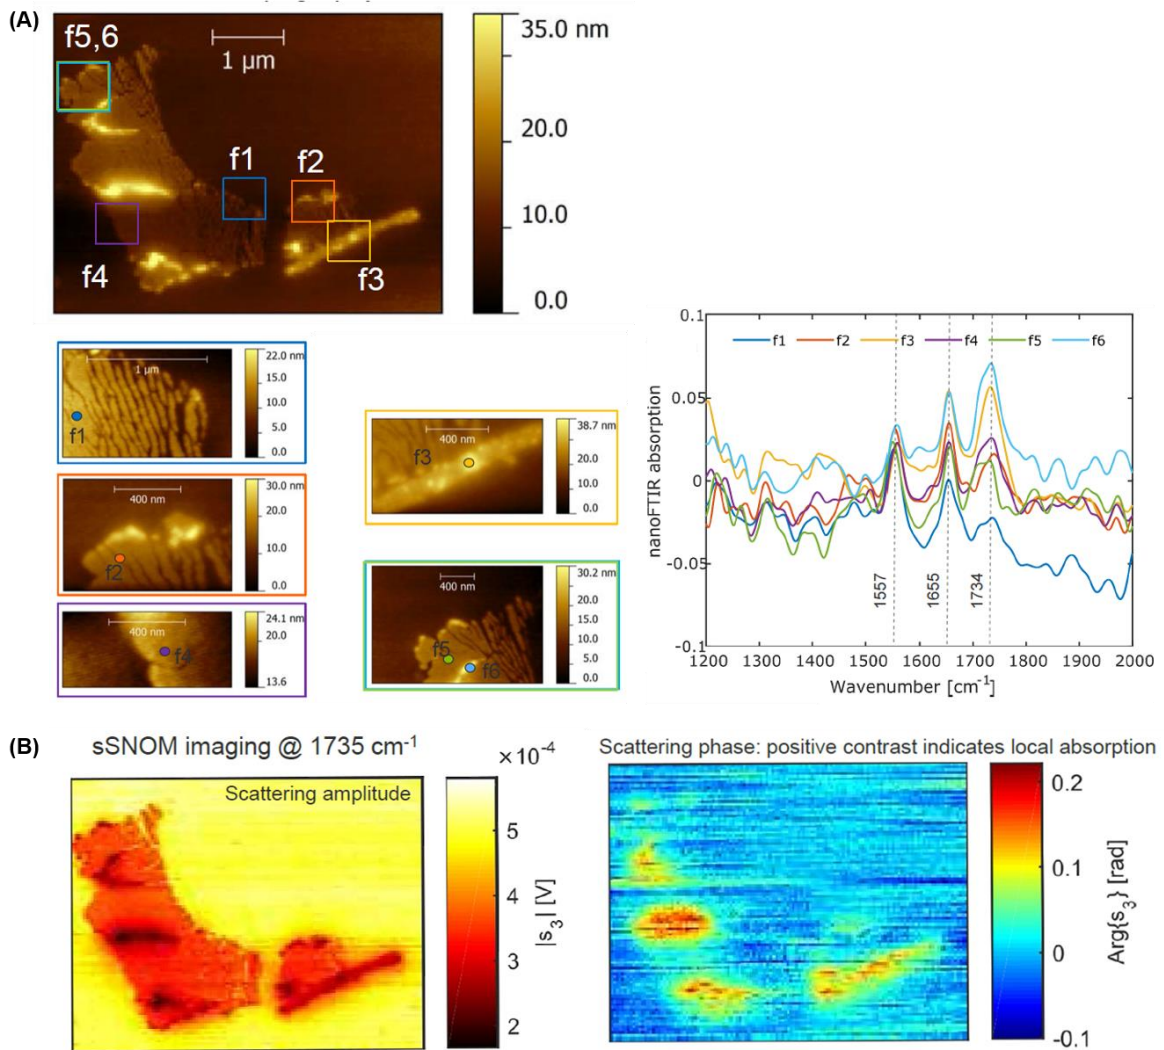 (A)
f5,6
1 µm
f1
f2
f4
f3
35.0 nm
20.0
10.0
0.0
1 µm
f1
22.0 nm
15.0
10.0
5.0
0.0
400 nm
f2
30.0 nm
20.0
10.0
0.0
400 nm
f4
24.1 nm
20.0
13.6
400 nm
f3
38.7 nm
20.0
10.0
0.0
400 nm
f5
f6
30.2 nm
20.0
15.0
10.0
5.0
0.0
0.1
0.05
0
-0.05
-0.1
nanoFTIR absorption
f1 f2 f3 f4 f5 f6
1557
1655
1734
1200 1300 1400 1500 1600 1700 1800 1900 2000
Wavenumber [cm-1]
(B)
sSNOM imaging @ 1735 cm-1
Scattering amplitude
×10-4
5
4
3
2
|s3| [V]
Scattering phase: positive contrast indicates local absorption
0.2
0.1
0
-0.1
Arg{s3} [rad]